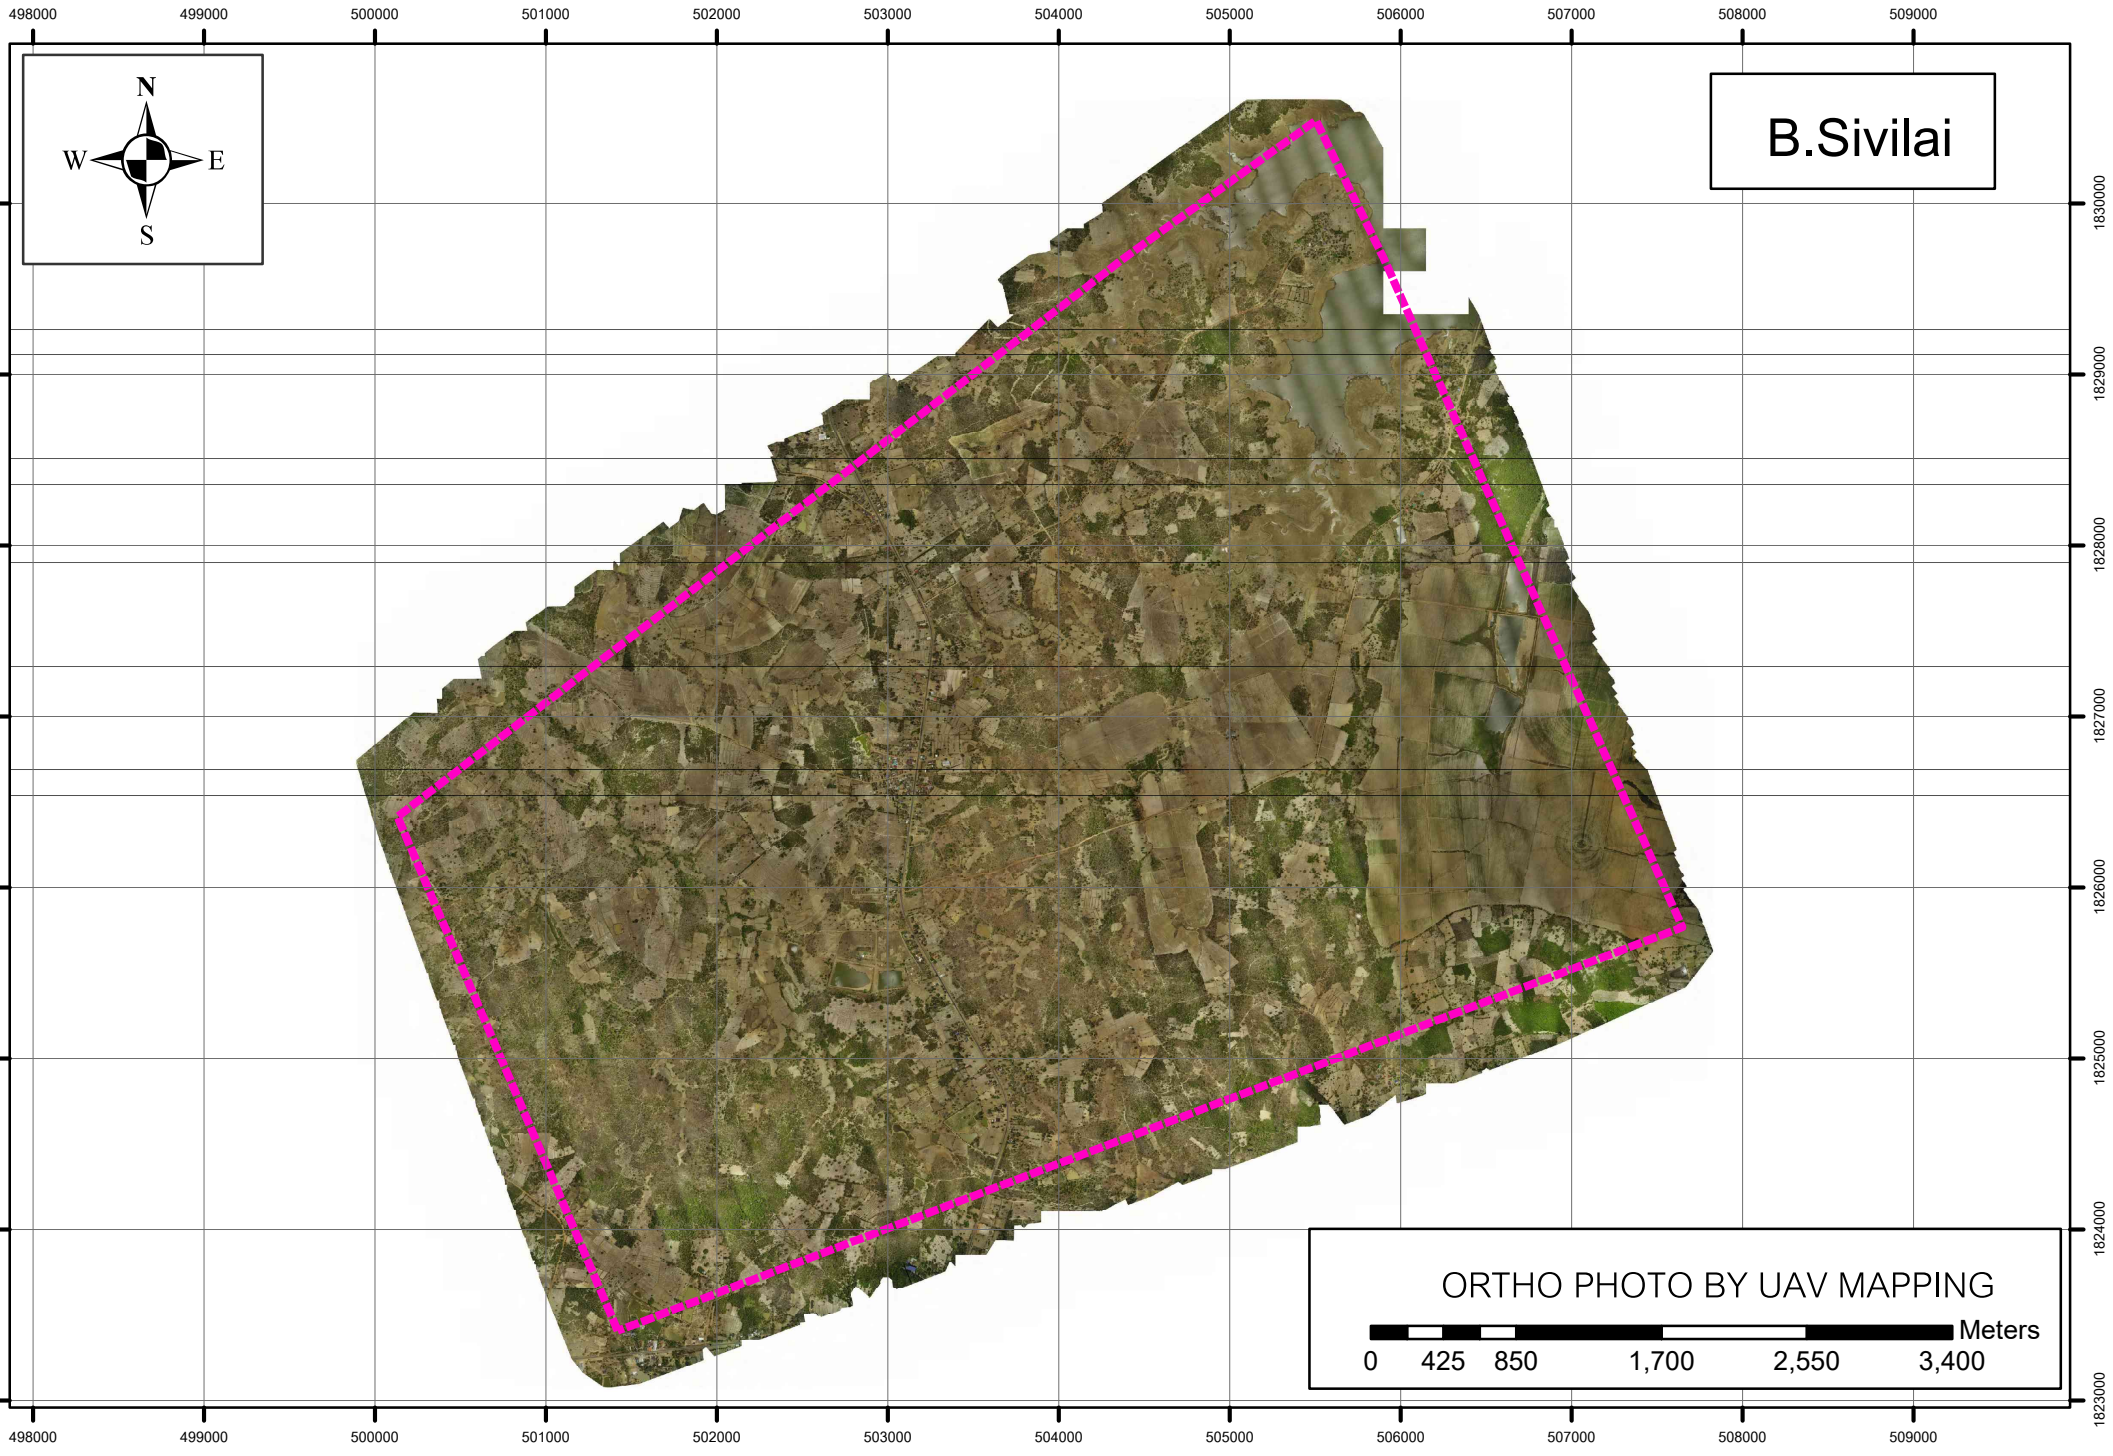 498000 499000 500000 501000 502000 503000 504000 505000 506000 507000 508000 509000
N
W E
S
B.Sivilai
1830000
1829000
1828000
1827000
1826000
1825000
1824000
1823000
ORTHO PHOTO BY UAV MAPPING
Meters
0 425 850 1,700 2,550 3,400
498000 499000 500000 501000 502000 503000 504000 505000 506000 507000 508000 509000